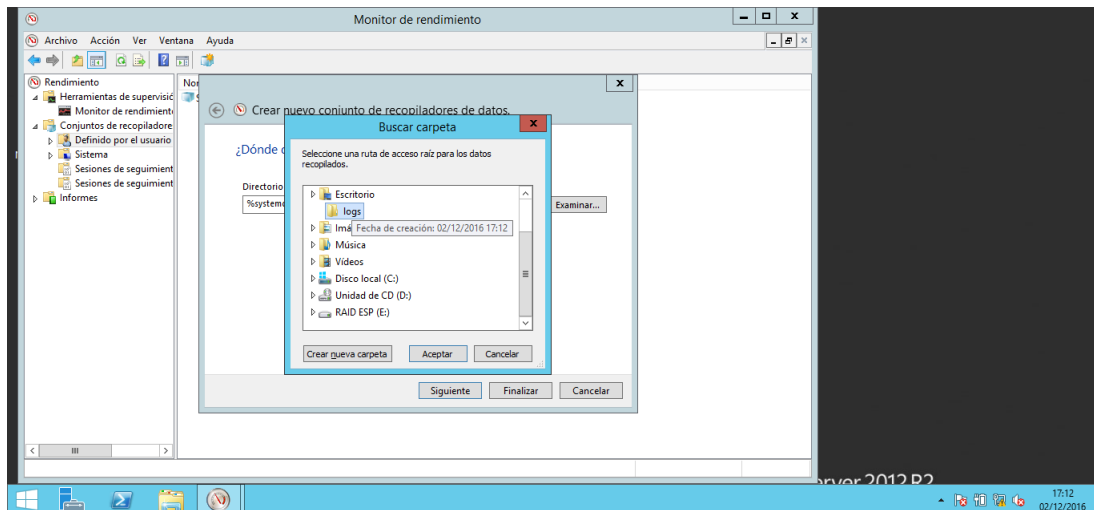 Monitor de rendimiento
Archivo Acción Ver Ventana Ayuda
Rendimiento
Herramientas de supervisió
Monitor de rendimient
Conjuntos de recopiladore
Definido por el usuario
Sistema
Sesiones de seguimient
Sesiones de seguimient
Informes
Crear nuevo conjunto de recopiladores de datos.
¿Dónde
Directorio
%system
Examinar...
Buscar carpeta
Seleccione una ruta de acceso raíz para los datos
recopilados.
Escritorio
logs
Imá
Fecha de creación: 02/12/2016 17:12
Música
Vídeos
Disco local (C:)
Unidad de CD (D:)
RAID ESP (E:)
Crear nueva carpeta Aceptar Cancelar
Siguiente Finalizar Cancelar
2012 R2
17:12
02/12/2016